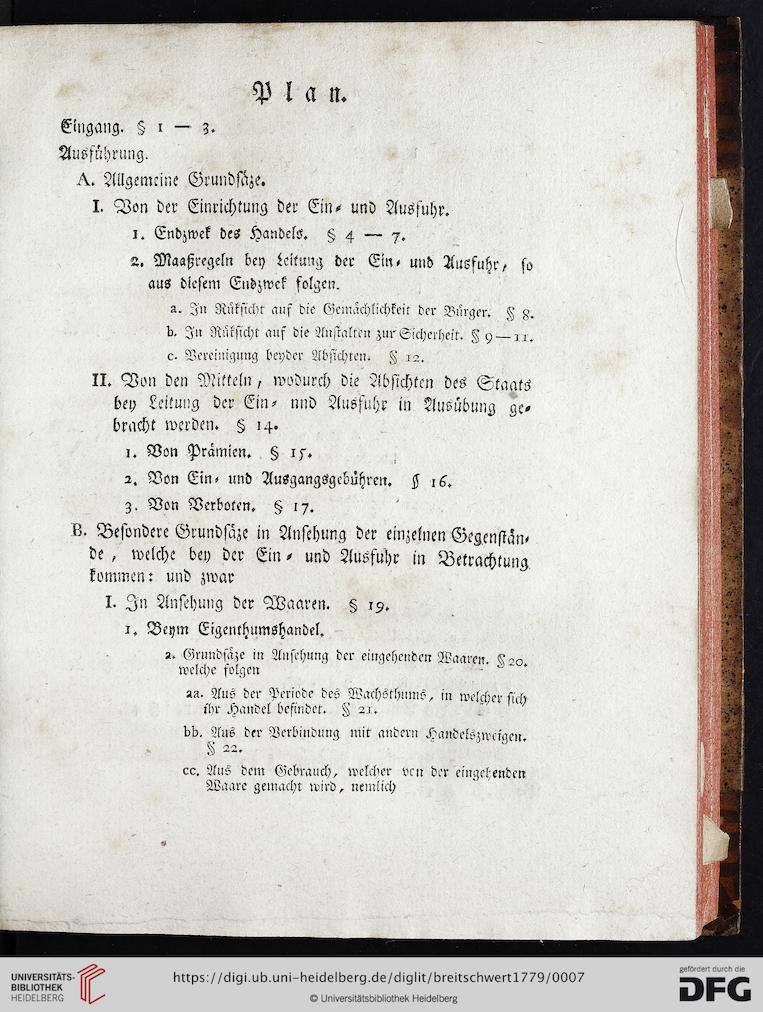 Plan.
Eingang. § 1 — 3.
Ausführung.
A. Allgemeine Grundsäze.
I. Von der Einrichtung der Ein- und Ausfuhr.
1. Endzwek des Handels. § 4 — 7.
2. Maaßregeln bey Leitung der Ein- und Ausfuhr, so
aus diesem Endzwek folgen.
a. In Rüksicht auf die Gemächlichkeit der Bürger. § 8.
b. In Rüksicht auf die Anstalten zur Sicherheit. § 9—11.
c. Vereinigung beyder Absichten. § 12.
II. Von den Mitteln, wodurch die Absichten des Staats
bey Leitung der Ein- nnd Ausfuhr in Ausübung ge-
bracht werden. § 14.
1. Von Prämien. § 15.
2. Von Ein- und Ausgangsgebühren. § 16.
3. Von Verboten. § 17.
B. Besondere Grundsäze in Ansehung der einzelnen Gegenstän-
de, welche bey der Ein- und Ausfuhr in Betrachtung
kommen: und zwar
I. In Ansehung der Waaren. § 19.
1. Beym Eigenthumshandel.
a. Grundsäze in Ansehung der eingehenden Waaren. § 20.
welche folgen
aa. Aus der Periode des Wachsthums, in welcher sich
ihr Handel befindet. § 21.
bb. Aus der Verbindung mit andern Handelszweigen.
§ 22.
cc. Aus dem Gebrauch, welcher von der eingehenden
Waare gemacht wird, nemlich
UNIVERSITÄTS-
BIBLIOTHEK
HEIDELBERG
https://digi.ub.uni-heidelberg.de/diglit/breitschwert1779/0007
© Universitätsbibliothek Heidelberg
gefördert durch die
DFG